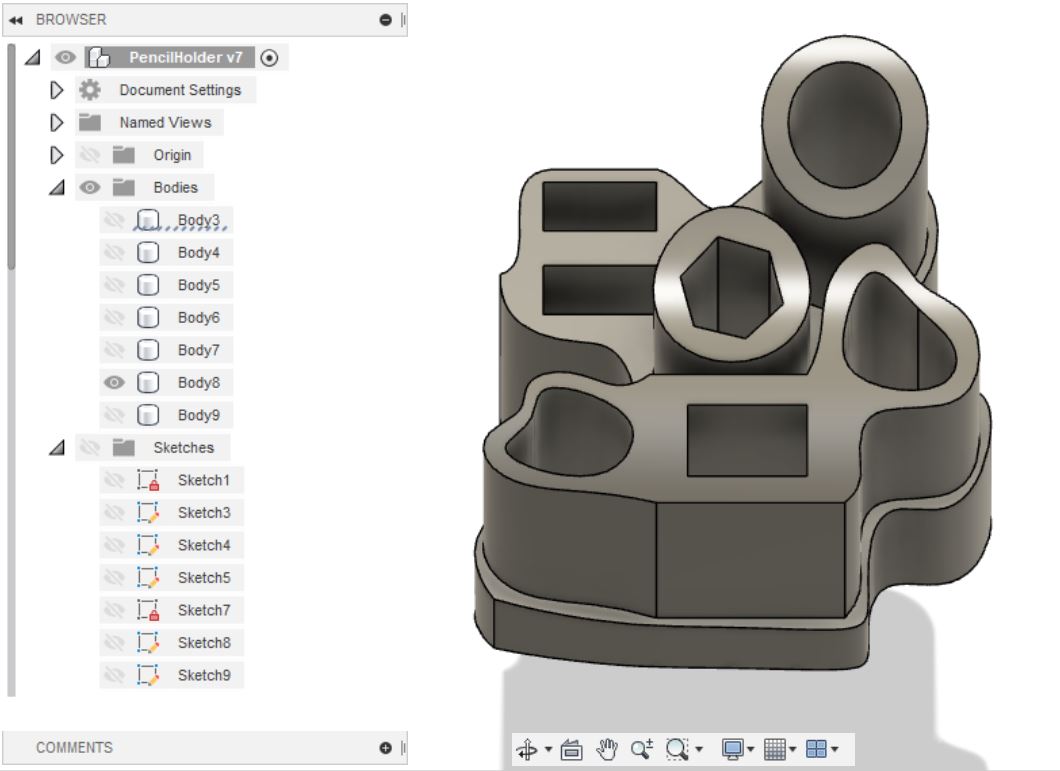 BROWSER
PencilHolder v7
Document Settings
Named Views
Origin
Bodies
Body3
Body4
Body5
Body6
Body7
Body8
Body9
Sketches
Sketch1
Sketch3
Sketch4
Sketch5
Sketch7
Sketch8
Sketch9
COMMENTS